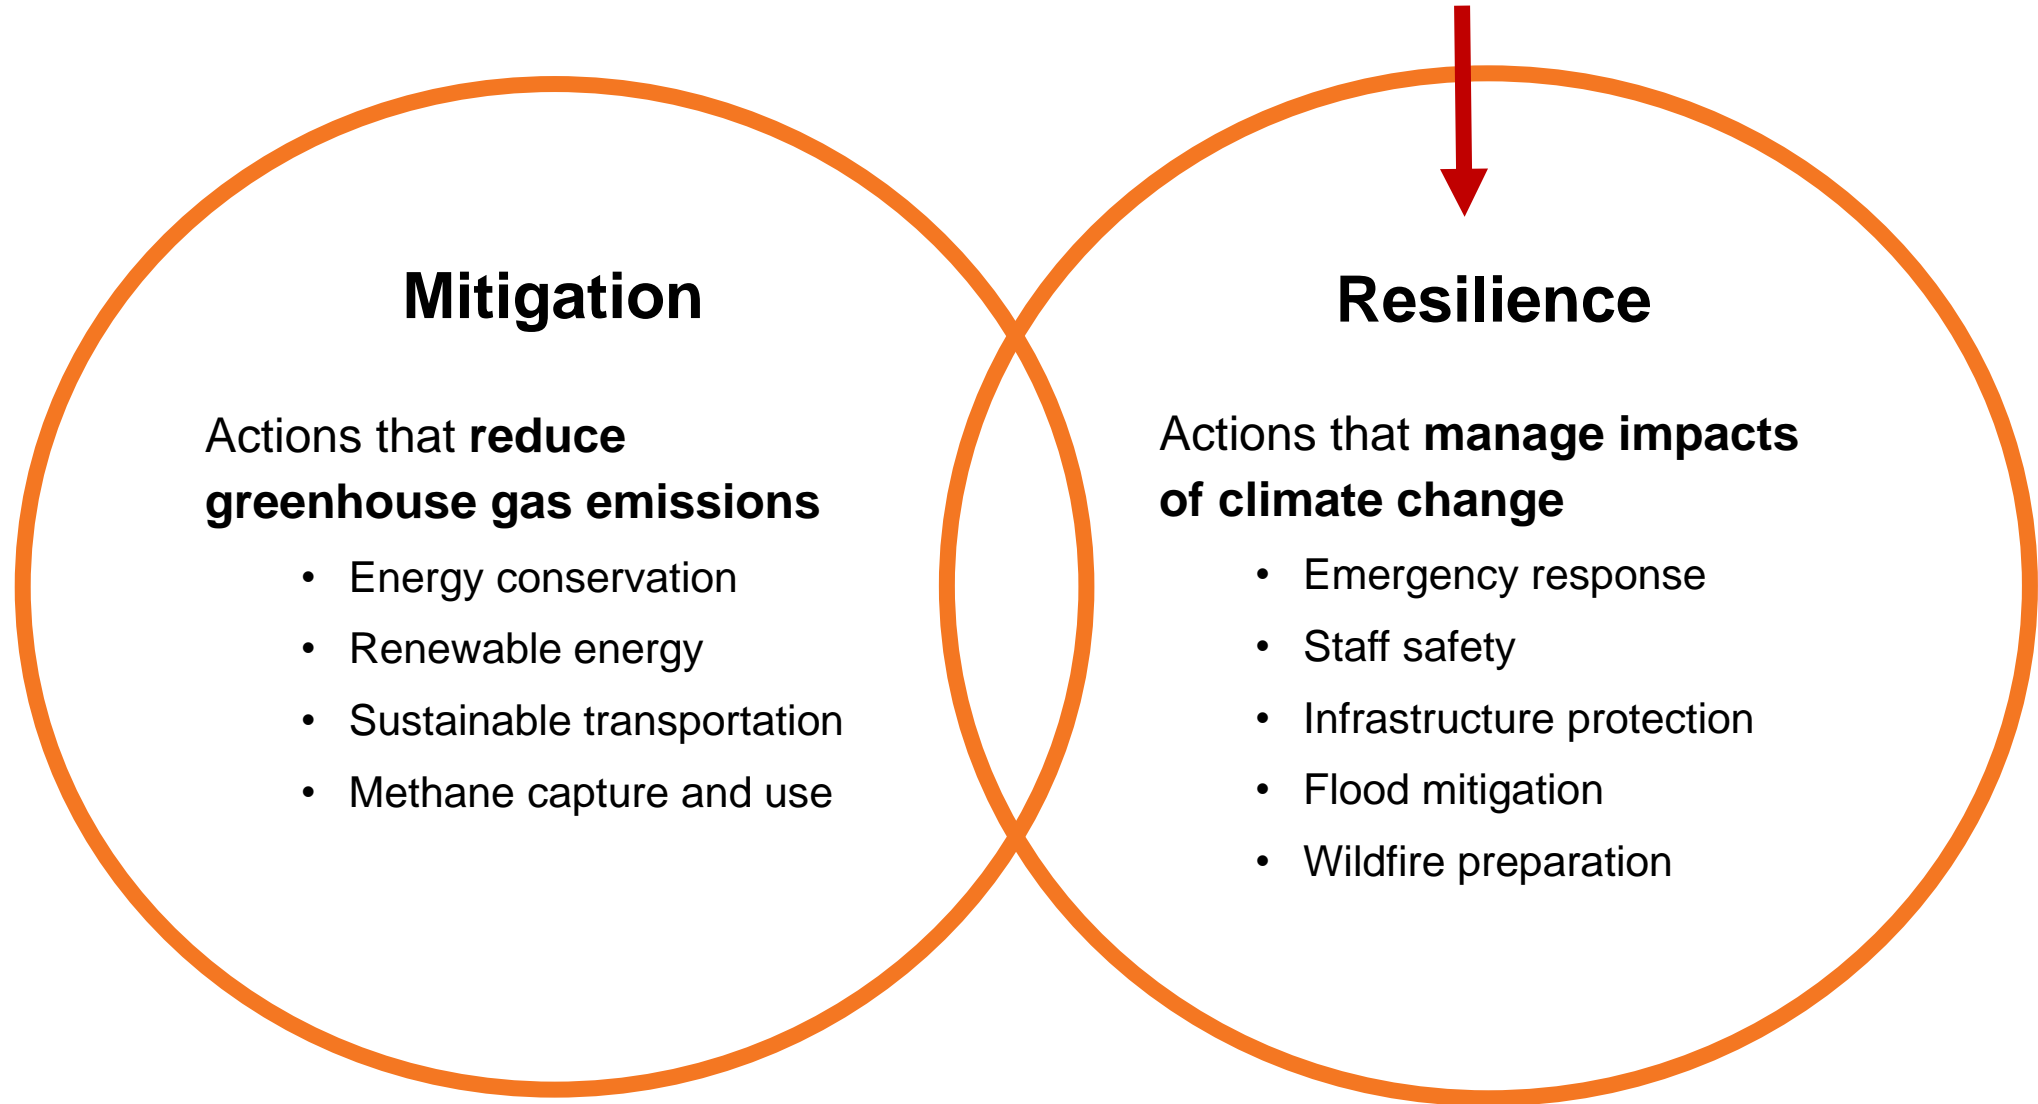 Mitigation
Actions that reduce
greenhouse gas emissions
• Energy conservation
• Renewable energy
• Sustainable transportation
• Methane capture and use
Resilience
Actions that manage impacts
of climate change
• Emergency response
• Staff safety
• Infrastructure protection
• Flood mitigation
• Wildfire preparation